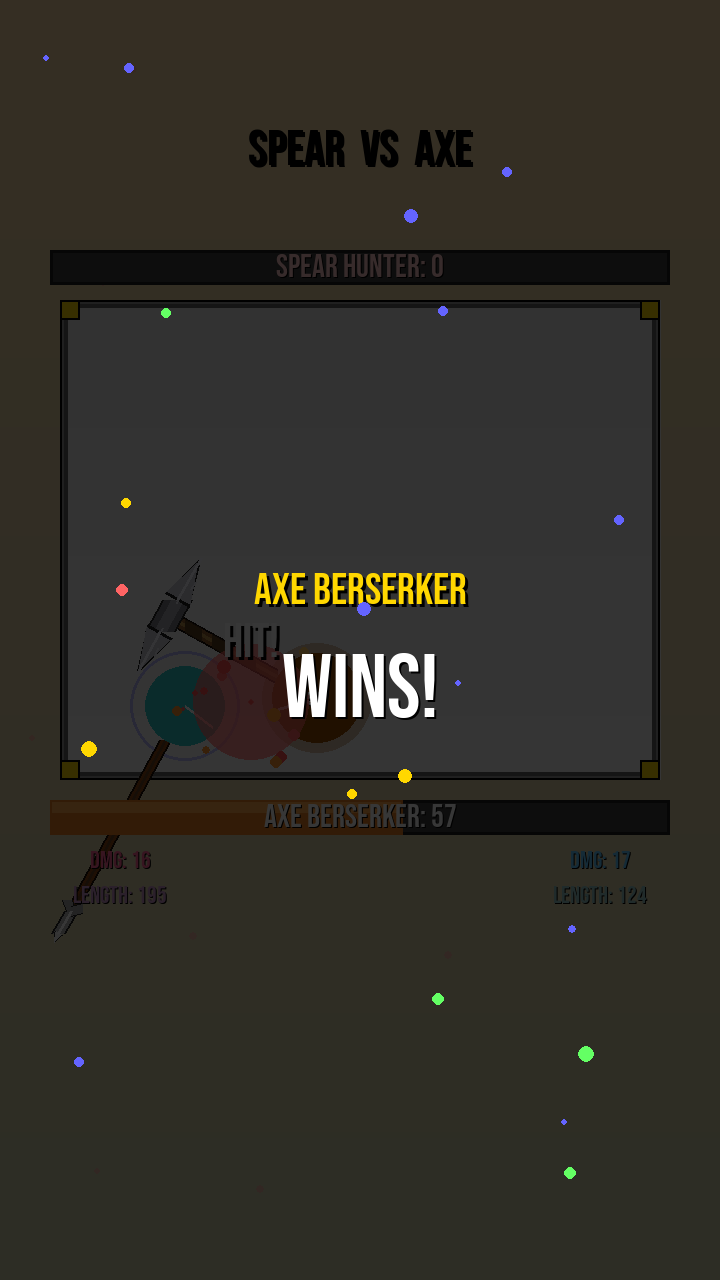 SPEAR VS AXE
SPEAR HUNTER: 0
AXE BERSERKER
HIT!
WINS!
AXE BERSERKER: 57
DMG: 16
DMG: 17
LENGTH: 195
LENGTH: 124